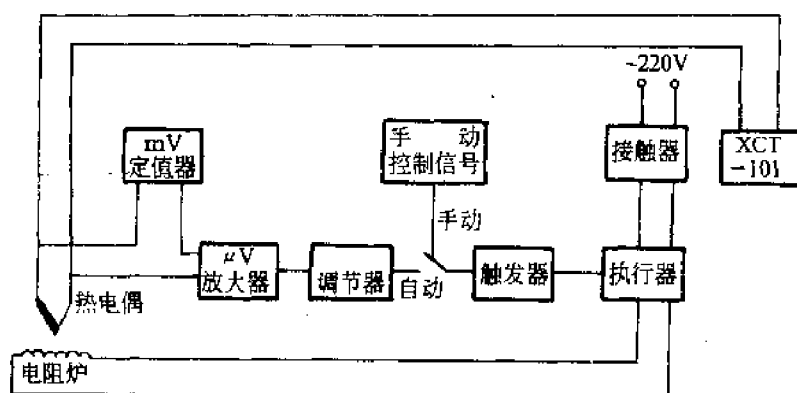 ~220V
mV
定值器
手 动
控制信号
接触器
XCT
-101
手动
μV
放大器
调节器
自动
触发器
执行器
热电偶
电阻炉